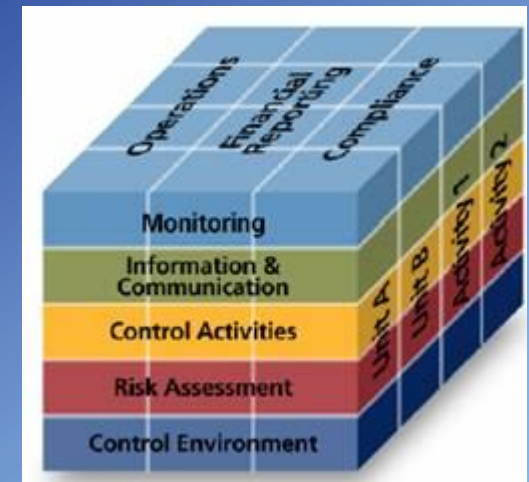 Operations
Financial
Reporting
Compliance
Monitoring
Information &
Communication
Control Activities
Risk Assessment
Control Environment
Unit A
Unit B
Activity 1
Activity 2